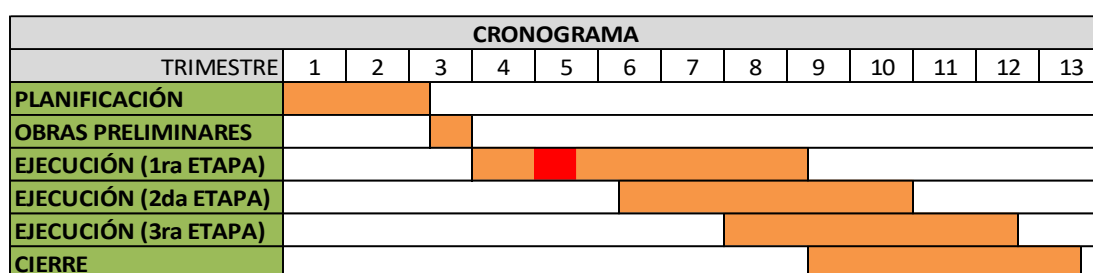 CRONOGRAMA
TRIMESTRE 1 2 3 4 5 6 7 8 9 10 11 12 13
PLANIFICACIÓN
OBRAS PRELIMINARES
EJECUCIÓN (1ra ETAPA)
EJECUCIÓN (2da ETAPA)
EJECUCIÓN (3ra ETAPA)
CIERRE